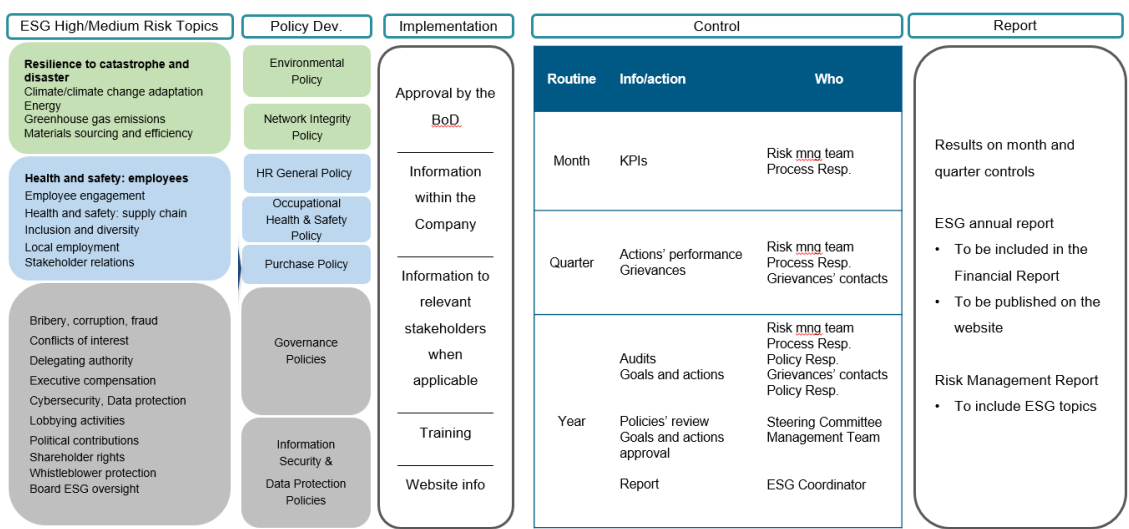 ESG High/Medium Risk Topics
Resilience to catastrophe and
disaster
Climate/climate change adaptation
Energy
Greenhouse gas emissions
Materials sourcing and efficiency
Health and safety: employees
Employee engagement
Health and safety: supply chain
Inclusion and diversity
Local employment
Stakeholder relations
Bribery, corruption, fraud
Conflicts of interest
Delegating authority
Executive compensation
Cybersecurity, Data protection
Lobbying activities
Political contributions
Shareholder rights
Whistleblower protection
Board ESG oversight
Policy Dev.
Environmental
Policy
Network Integrity
Policy
HR General Policy
Occupational
Health & Safety
Policy
Purchase Policy
Governance
Policies
Information
Security &
Data Protection
Policies
Implementation
Approval by the
BoD
Information
within the
Company
Information to
relevant
stakeholders
when
applicable
Training
Website info
Control
Routine Info/action Who
Month KPIs Risk mng team
Process Resp.
Quarter Actions' performance
Grievances
Risk mng team
Process Resp.
Grievances' contacts
Year
Audits
Goals and actions
Risk mng team
Process Resp.
Policy Resp.
Grievances' contacts
Policy Resp.
Policies' review
Goals and actions
approval
Steering Committee
Management Team
Report ESG Coordinator
Report
Results on month and
quarter controls
ESG annual report
• To be included in the
Financial Report
• To be published on the
website
Risk Management Report
• To include ESG topics